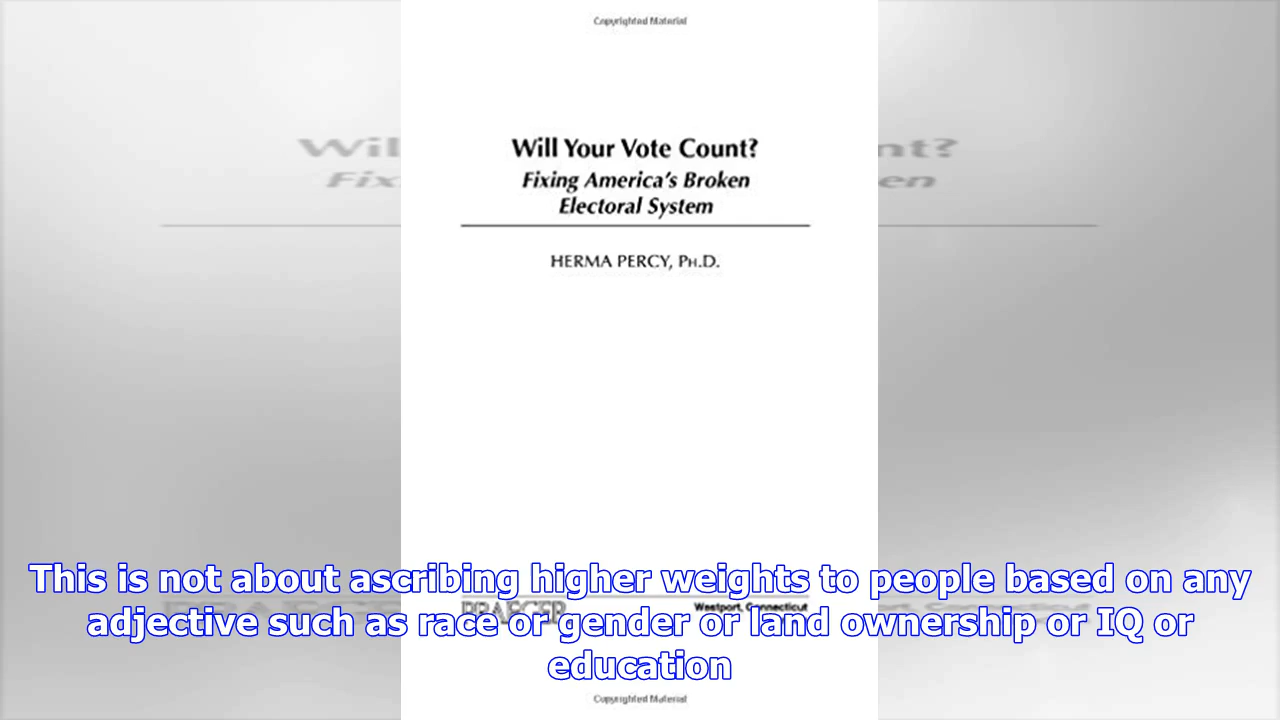 Copyrighted Material
Will Your Vote Count?
Fixing America's Broken
Electoral System
HERMA PERCY, PH.D.
This is not about ascribing higher weights to people based on any
adjective such as race or gender or land ownership or IQ or
education
PRAEGER
Westport, Connecticut
Copyrighted Material